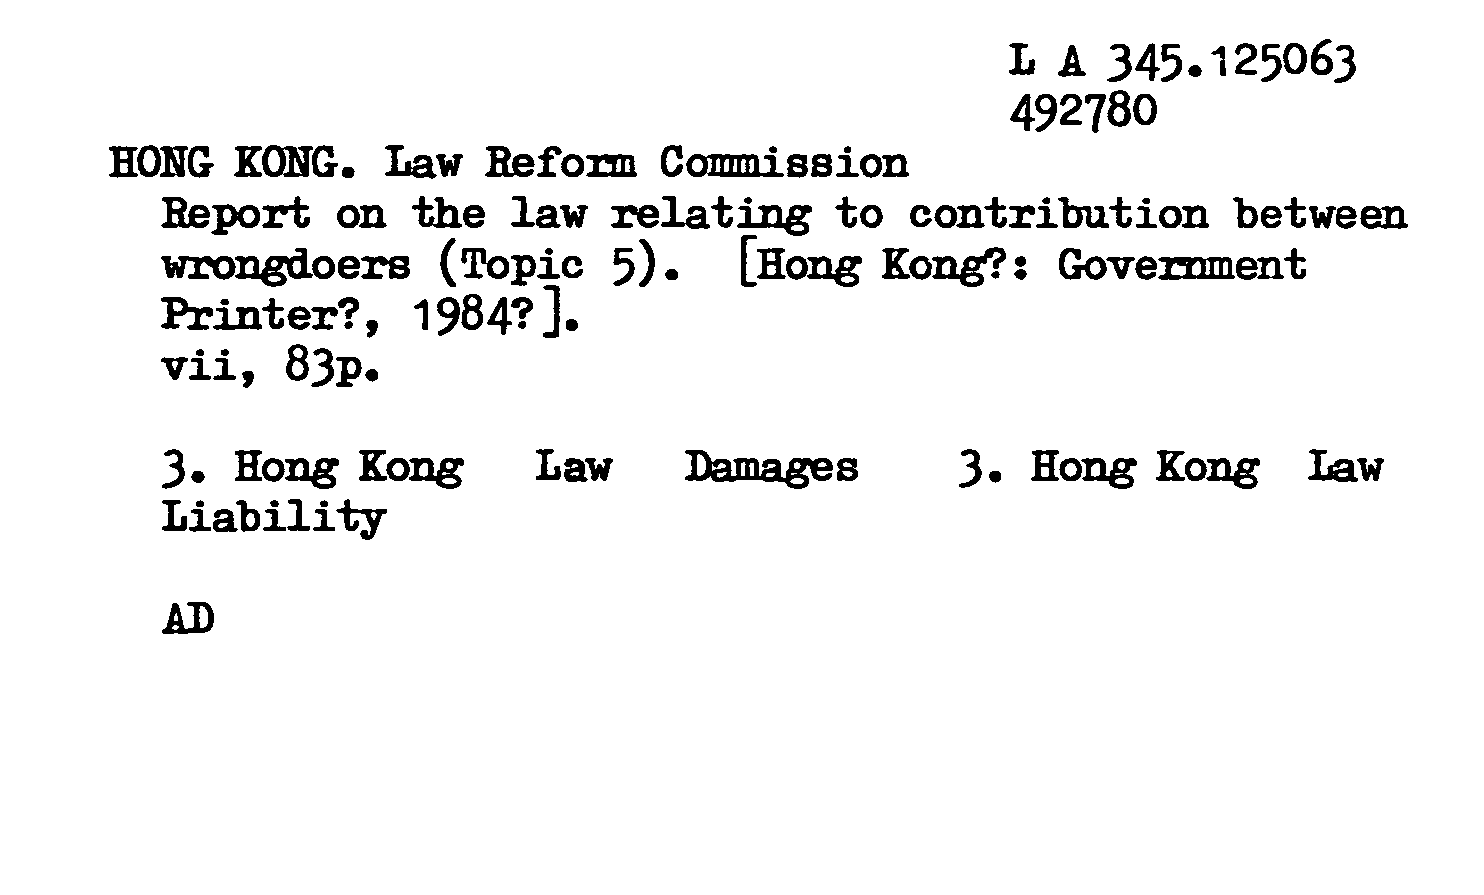 L A 345.125063
492780
HONG KONG. Law Reform Commission
Report on the law relating to contribution between
wrongdoers (Topic 5). [Hong Kong?: Government
Printer?, 1984?].
vii, 83p.
3. Hong Kong Law Damages 3. Hong Kong Law
Liability
AD